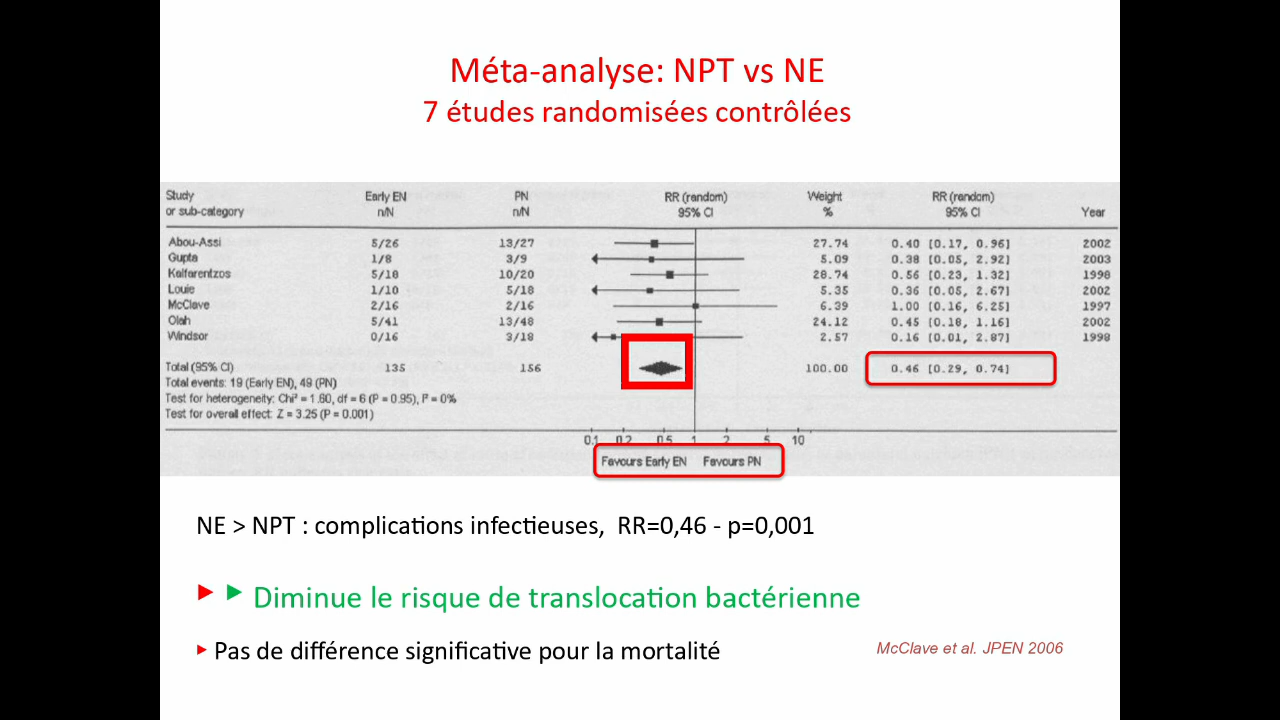 Méta-analyse: NPT vs NE
7 études randomisées contrôlées
Study Early EN PN RR (random) Weight RR (random)
or sub-category n/N n/N 95% CI % 95% CI Year
Abou-Assi 5/26 13/27 27.74 0.40 [0.17, 0.96] 2002
Gupta 1/8 3/9 5.09 0.38 [0.05, 2.92] 2003
Kalfarentzos 5/18 10/20 28.74 0.56 [0.23, 1.32] 1998
Louie 1/10 5/18 5.35 0.36 [0.05, 2.67] 2002
McClave 2/16 2/16 6.39 1.00 [0.16, 6.25] 1997
Olah 5/41 13/48 24.12 0.45 [0.18, 1.16] 2002
Windsor 0/16 3/18 2.57 0.16 [0.01, 2.87] 1998
Total (95% CI) 135 156 100.00 0.46 [0.29, 0.74]
Total events: 19 (Early EN), 49 (PN)
Test for heterogeneity: Chi² = 1.60, df = 6 (P = 0.95), I² = 0%
Test for overall effect: Z = 3.25 (P = 0.001)
0.1 0.2 0.5 1 2 5 10
Favours Early EN Favours PN
NE > NPT : complications infectieuses, RR=0,46 - p=0,001
Diminue le risque de translocation bactérienne
Pas de différence significative pour la mortalité
McClave et al. JPEN 2006